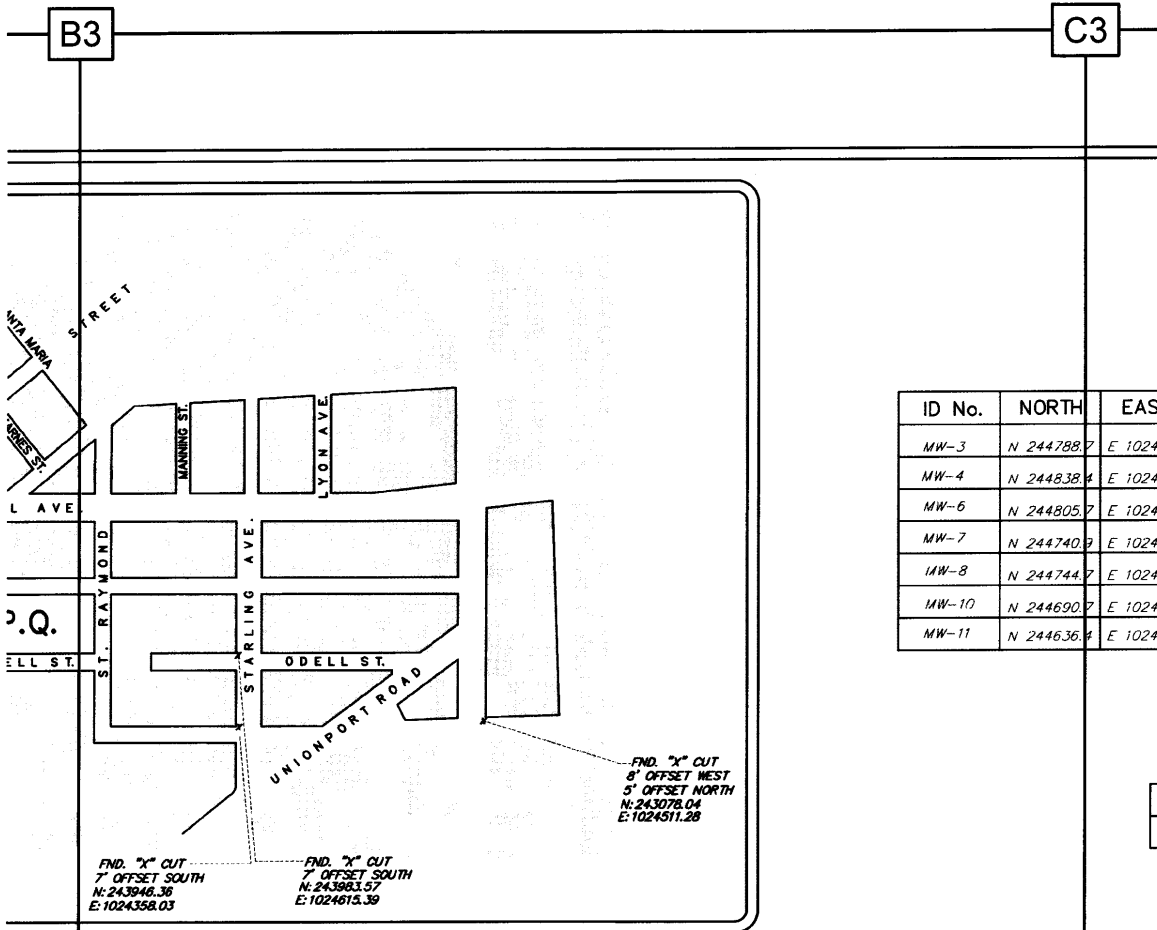 B3
C3
STREET
ANTA MARIA
MANNING ST.
LYON AVE.
L AVE.
ST. RAYMOND
STARLING AVE.
P.Q.
ELL ST.
ODELL ST.
UNIONPORT ROAD
ID No. NORTH EAS
MW-3 N 244788.7 E 1024
MW-4 N 244838.4 E 1024
MW-6 N 244805.7 E 1024
MW-7 N 244740.9 E 1024
MW-8 N 244744.7 E 1024
MW-10 N 244690.7 E 1024
MW-11 N 244636.4 E 1024
FND. "X" CUT
8' OFFSET WEST
5' OFFSET NORTH
N: 243078.04
E: 1024511.28
FND. "X" CUT
7' OFFSET SOUTH
N: 243946.36
E: 1024358.03
FND. "X" CUT
7' OFFSET SOUTH
N: 243983.57
E: 1024615.39